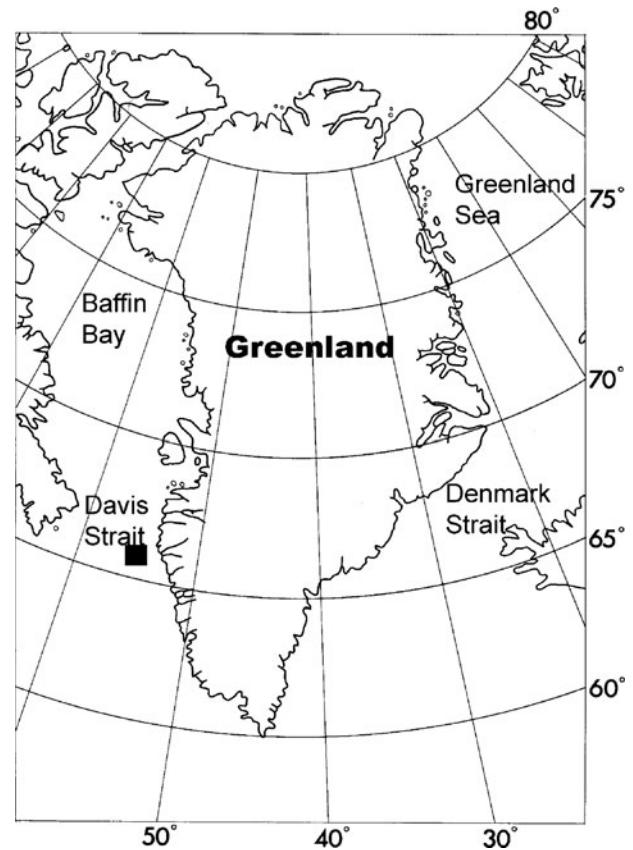 80°
Greenland
Sea
75°
Baffin
Bay
Greenland
70°
Davis
Strait
Denmark
Strait
65°
60°
50°
40°
30°